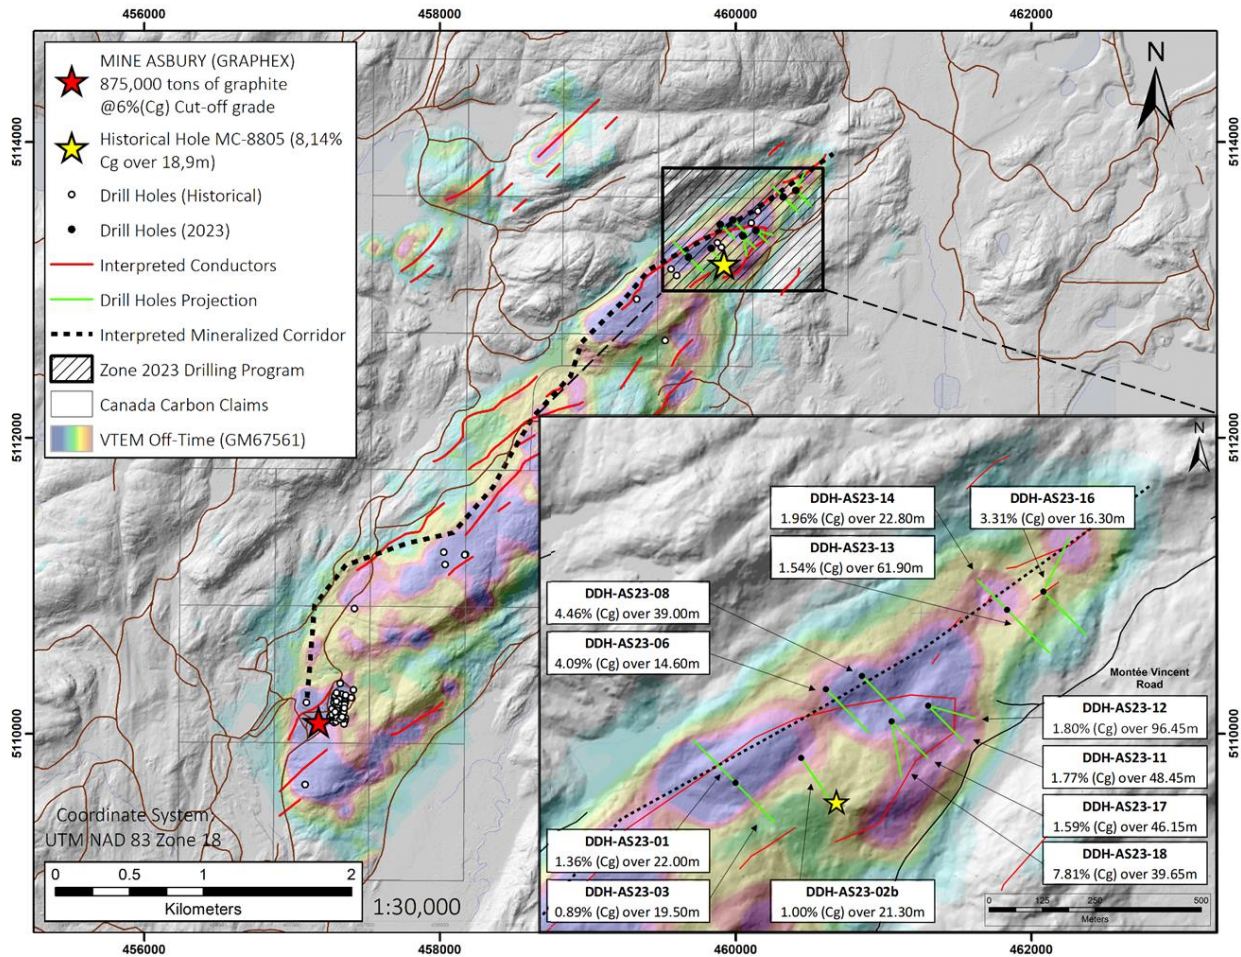 456000
458000
460000
462000
MINE ASBURY (GRAPHEX)
875,000 tons of graphite
@6%(Cg) Cut-off grade
Historical Hole MC-8805 (8,14%
Cg over 18,9m)
Drill Holes (Historical)
Drill Holes (2023)
Interpreted Conductors
Drill Holes Projection
Interpreted Mineralized Corridor
Zone 2023 Drilling Program
Canada Carbon Claims
VTEM Off-Time (GM67561)
N
5114000
5114000
5112000
5112000
5110000
5110000
N
DDH-AS23-14
1.96% (Cg) over 22.80m
DDH-AS23-16
3.31% (Cg) over 16.30m
DDH-AS23-13
1.54% (Cg) over 61.90m
DDH-AS23-08
4.46% (Cg) over 39.00m
DDH-AS23-06
4.09% (Cg) over 14.60m
Montée Vincent
Road
DDH-AS23-12
1.80% (Cg) over 96.45m
DDH-AS23-11
1.77% (Cg) over 48.45m
DDH-AS23-17
1.59% (Cg) over 46.15m
DDH-AS23-18
7.81% (Cg) over 39.65m
DDH-AS23-01
1.36% (Cg) over 22.00m
DDH-AS23-03
0.89% (Cg) over 19.50m
DDH-AS23-02b
1.00% (Cg) over 21.30m
0 125 250 500
Meters
Coordinate System:
UTM NAD 83 Zone 18
0 0.5 1 2
Kilometers
1:30,000
456000
458000
460000
462000